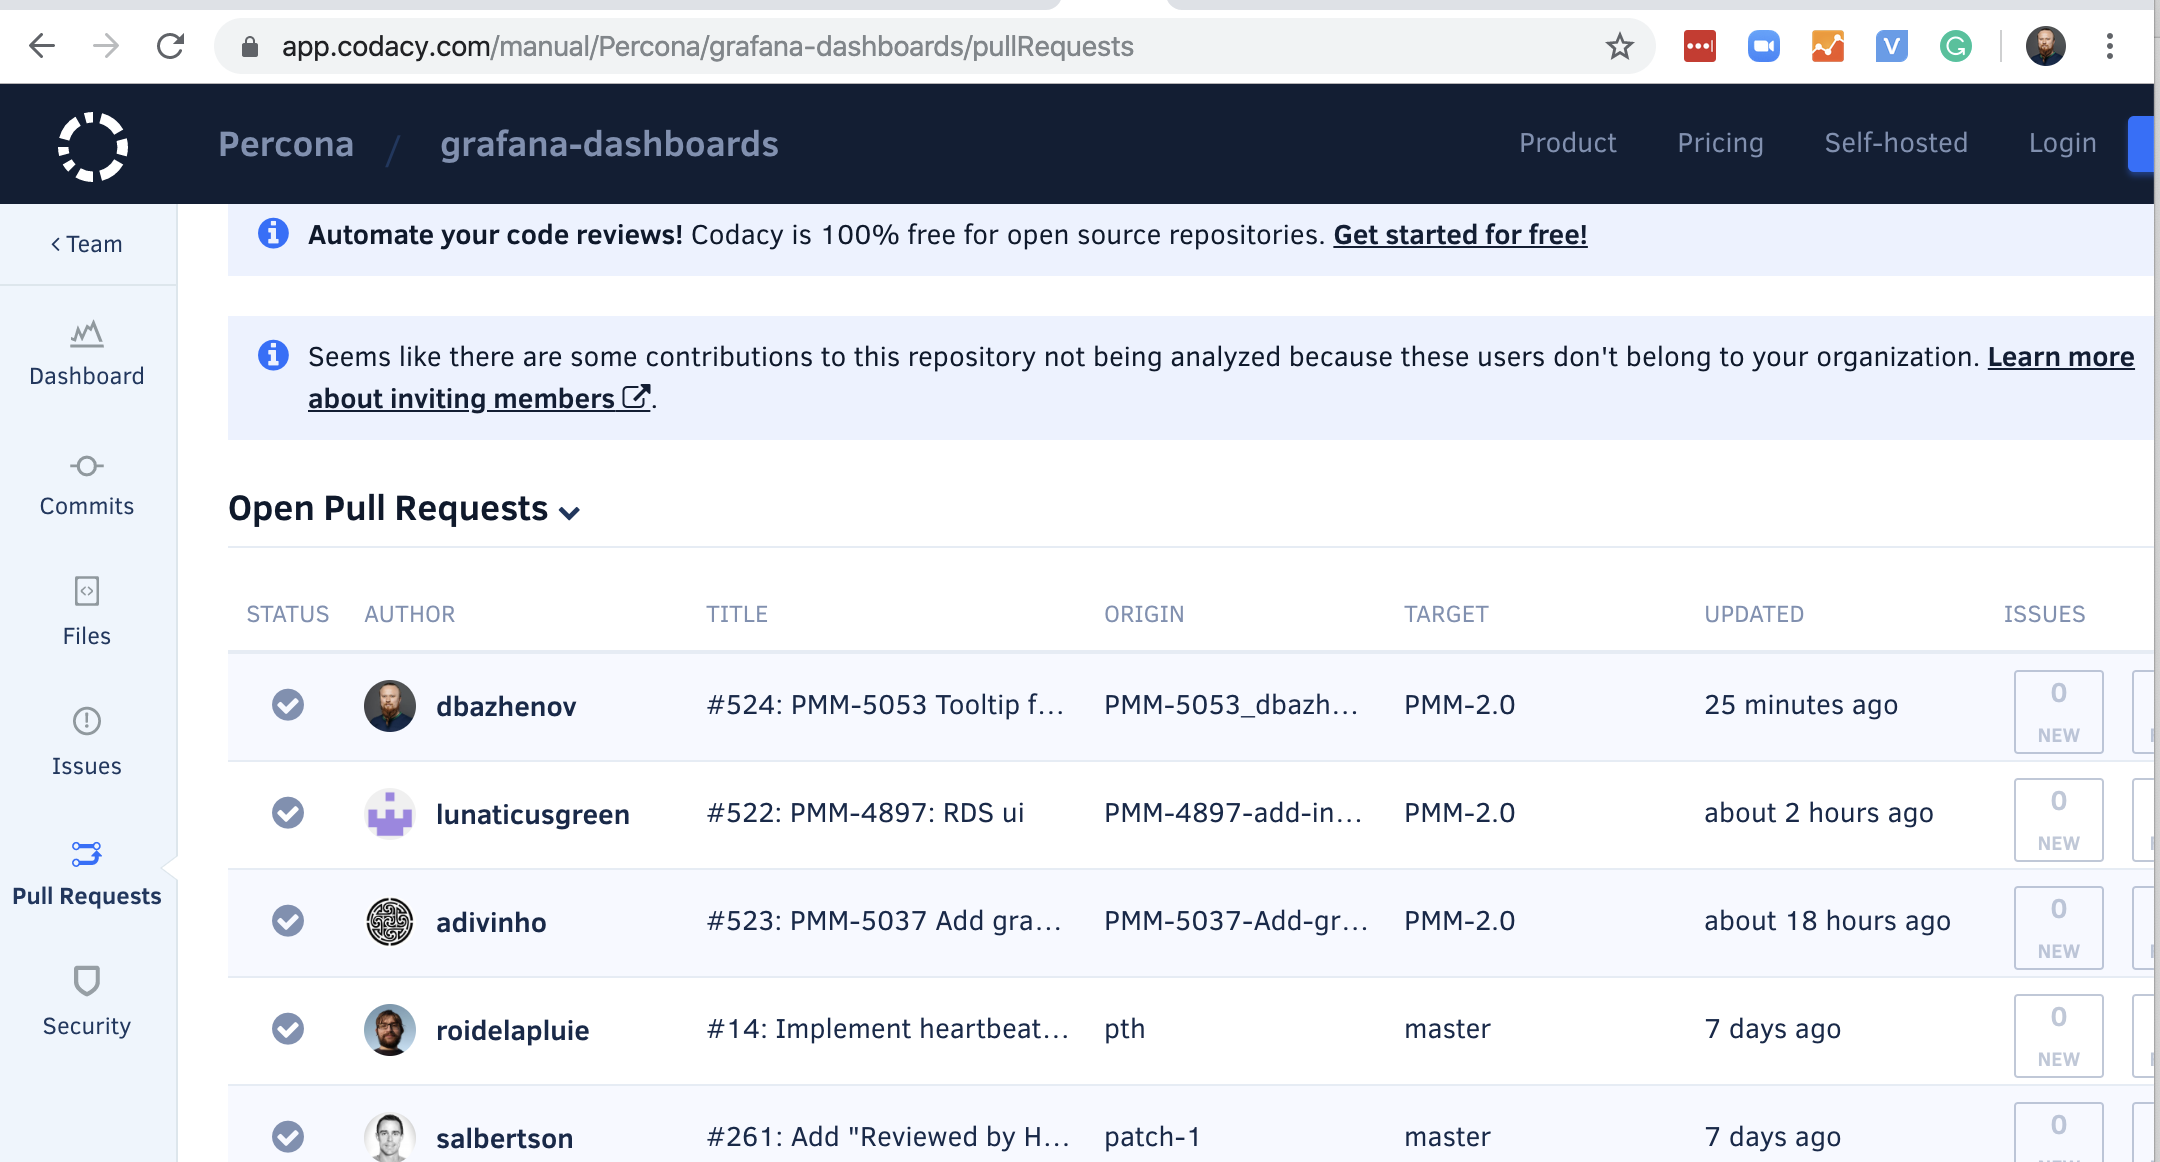 app.codacy.com/manual/Percona/grafana-dashboards/pullRequests
Percona / grafana-dashboards Product Pricing Self-hosted Login
< Team
Automate your code reviews! Codacy is 100% free for open source repositories. Get started for free!
Seems like there are some contributions to this repository not being analyzed because these users don't belong to your organization. Learn more
about inviting members.
Dashboard
Commits
Files
Issues
Pull Requests
Security
Open Pull Requests
STATUS AUTHOR TITLE ORIGIN TARGET UPDATED ISSUES
dbazhenov #524: PMM-5053 Tooltip f... PMM-5053_dbazh... PMM-2.0 25 minutes ago 0 NEW
lunaticusgreen #522: PMM-4897: RDS ui PMM-4897-add-in... PMM-2.0 about 2 hours ago 0 NEW
adivinho #523: PMM-5037 Add gra... PMM-5037-Add-gr... PMM-2.0 about 18 hours ago 0 NEW
roidelapluie #14: Implement heartbeat... pth master 7 days ago 0 NEW
salbertson #261: Add "Reviewed by H... patch-1 master 7 days ago 0